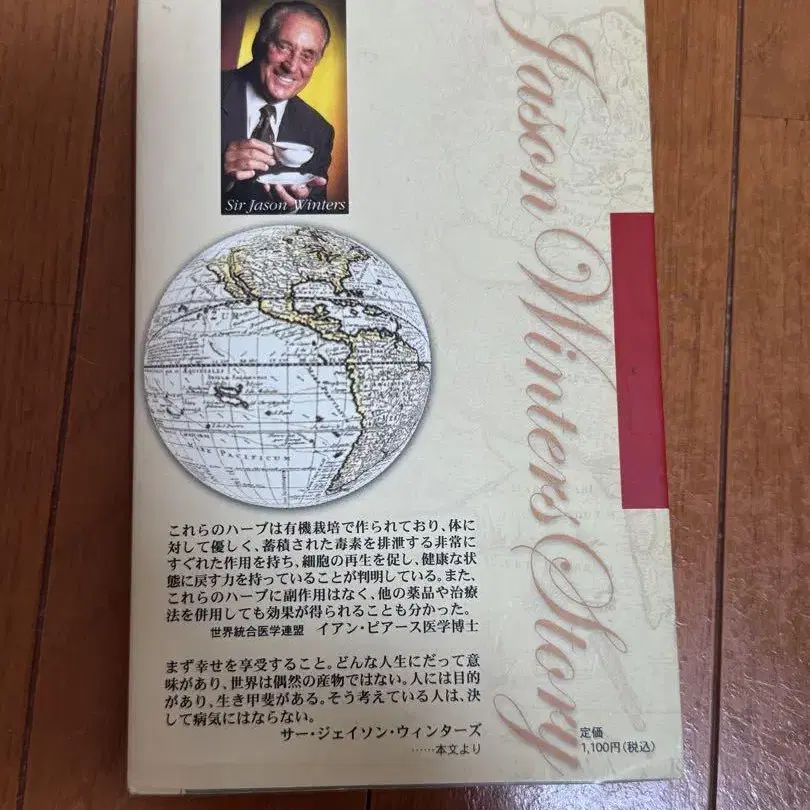 Sir Jason Winters
Jason Winters Story
MARE PACIFICUM
これらのハーブは有機栽培で作られており、体に
対して優しく、蓄積された毒素を排泄する非常に
すぐれた作用を持ち、細胞の再生を促し、健康な状
態に戻す力を持っていることが判明している。また、
これらのハーブに副作用はなく、他の薬品や治療
法を併用しても効果が得られることも分かった。
世界統合医学連盟 イアン・ピアース医学博士
まず幸せを享受すること。どんな人生にだって意
味があり、世界は偶然の産物ではない。人には目的
があり、生き甲斐がある。そう考えている人は、決
して病気にはならない。
サー・ジェイソン・ウィンターズ
……本文より
定価
1,100円（税込）